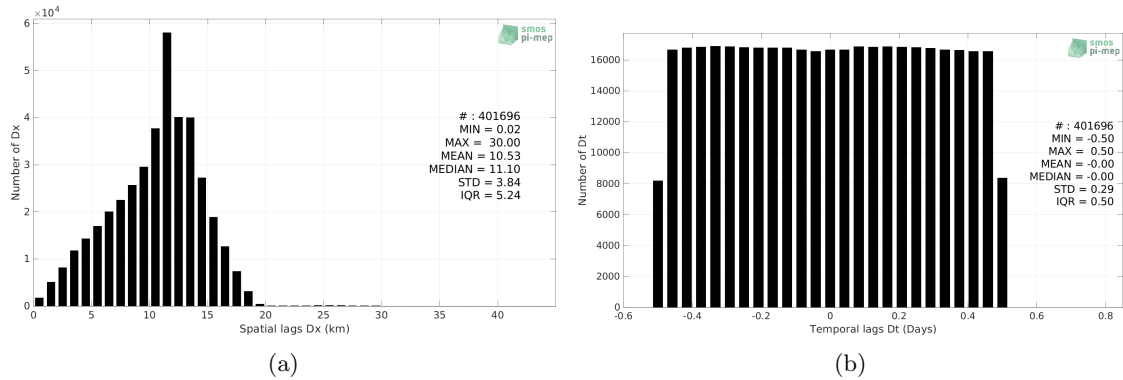 ×10⁴
6
5
4
3
2
1
0
Number of Dx
smos
pi-mep
# : 401696
MIN = 0.02
MAX = 30.00
MEAN = 10.53
MEDIAN = 11.10
STD = 3.84
IQR = 5.24
0 5 10 15 20 25 30 35 40
Spatial lags Dx (km)
(a)
16000
14000
12000
10000
8000
6000
4000
2000
0
Number of Dt
smos
pi-mep
# : 401696
MIN = -0.50
MAX = 0.50
MEAN = -0.00
MEDIAN = -0.00
STD = 0.29
IQR = 0.50
-0.6 -0.4 -0.2 0 0.2 0.4 0.6 0.8
Temporal lags Dt (Days)
(b)